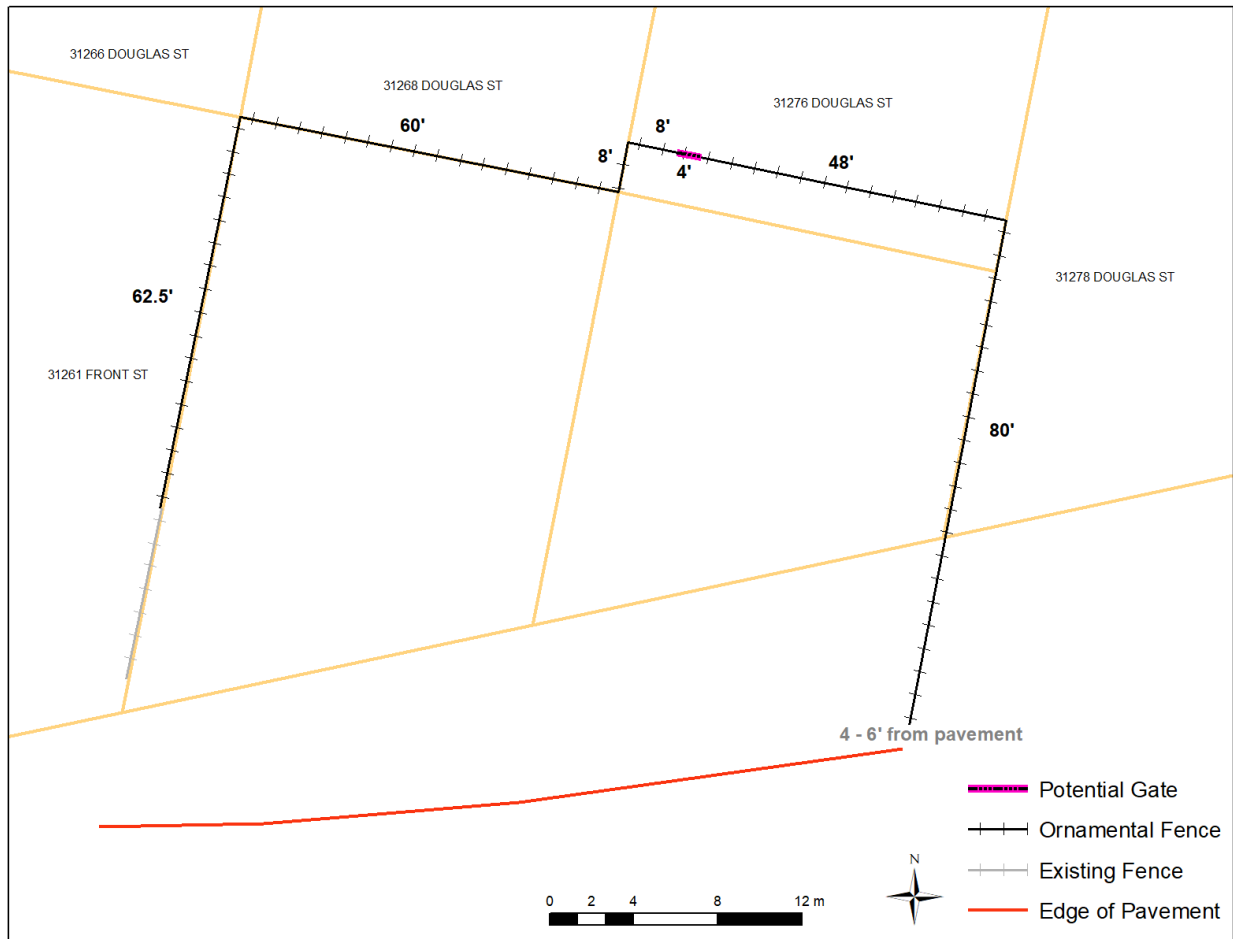 31266 DOUGLAS ST
31268 DOUGLAS ST
31276 DOUGLAS ST
60'
8'
8'
4'
48'
31278 DOUGLAS ST
62.5'
31261 FRONT ST
80'
4 - 6' from pavement
Potential Gate
Ornamental Fence
Existing Fence
Edge of Pavement
N
0 2 4 8 12 m